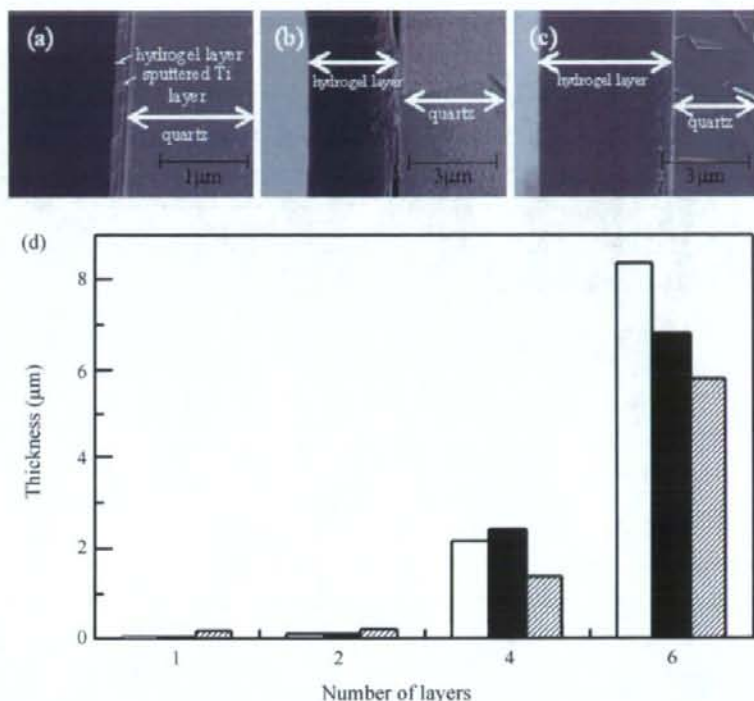 (a)
hydrogel layer
sputtered Ti
layer
quartz
1μm
(b)
hydrogel layer
quartz
3μm
(c)
hydrogel layer
quartz
3μm
(d)
Thickness (μm)
8
6
4
2
0
1 2 4 6
Number of layers